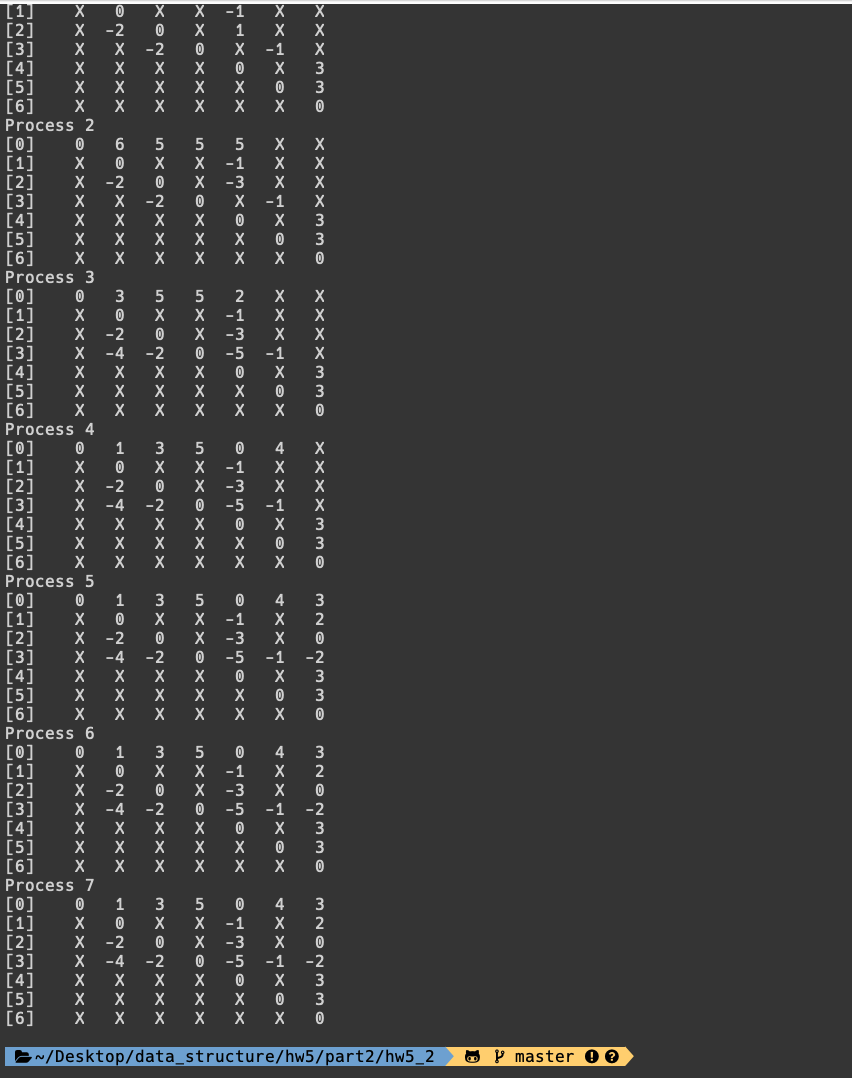 [1] X 0 X X -1 X X
[2] X -2 0 X 1 X X
[3] X X -2 0 X -1 X
[4] X X X X 0 X 3
[5] X X X X X 0 3
[6] X X X X X X 0
Process 2
[0] 0 6 5 5 5 X X
[1] X 0 X X -1 X X
[2] X -2 0 X -3 X X
[3] X X -2 0 X -1 X
[4] X X X X 0 X 3
[5] X X X X X 0 3
[6] X X X X X X 0
Process 3
[0] 0 3 5 5 2 X X
[1] X 0 X X -1 X X
[2] X -2 0 X -3 X X
[3] X -4 -2 0 -5 -1 X
[4] X X X X 0 X 3
[5] X X X X X 0 3
[6] X X X X X X 0
Process 4
[0] 0 1 3 5 0 4 X
[1] X 0 X X -1 X X
[2] X -2 0 X -3 X X
[3] X -4 -2 0 -5 -1 X
[4] X X X X 0 X 3
[5] X X X X X 0 3
[6] X X X X X X 0
Process 5
[0] 0 1 3 5 0 4 3
[1] X 0 X X -1 X 2
[2] X -2 0 X -3 X 0
[3] X -4 -2 0 -5 -1 -2
[4] X X X X 0 X 3
[5] X X X X X 0 3
[6] X X X X X X 0
Process 6
[0] 0 1 3 5 0 4 3
[1] X 0 X X -1 X 2
[2] X -2 0 X -3 X 0
[3] X -4 -2 0 -5 -1 -2
[4] X X X X 0 X 3
[5] X X X X X 0 3
[6] X X X X X X 0
Process 7
[0] 0 1 3 5 0 4 3
[1] X 0 X X -1 X 2
[2] X -2 0 X -3 X 0
[3] X -4 -2 0 -5 -1 -2
[4] X X X X 0 X 3
[5] X X X X X 0 3
[6] X X X X X X 0
~/Desktop/data_structure/hw5/part2/hw5_2 master ! ?